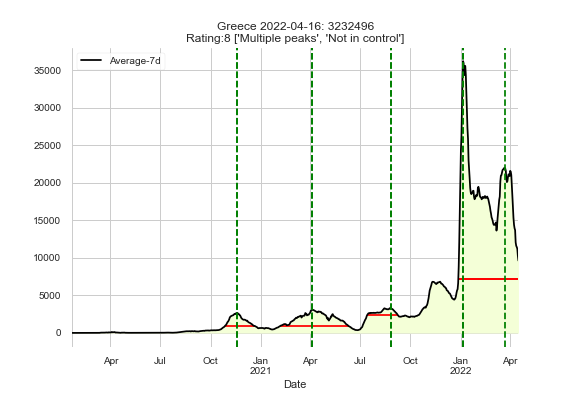 Greece 2022-04-16: 3232496
Rating:8 ['Multiple peaks', 'Not in control']
Average-7d
35000
30000
25000
20000
15000
10000
5000
0
Apr Jul Oct Jan Apr Jul Oct Jan Apr
2021 2022
Date